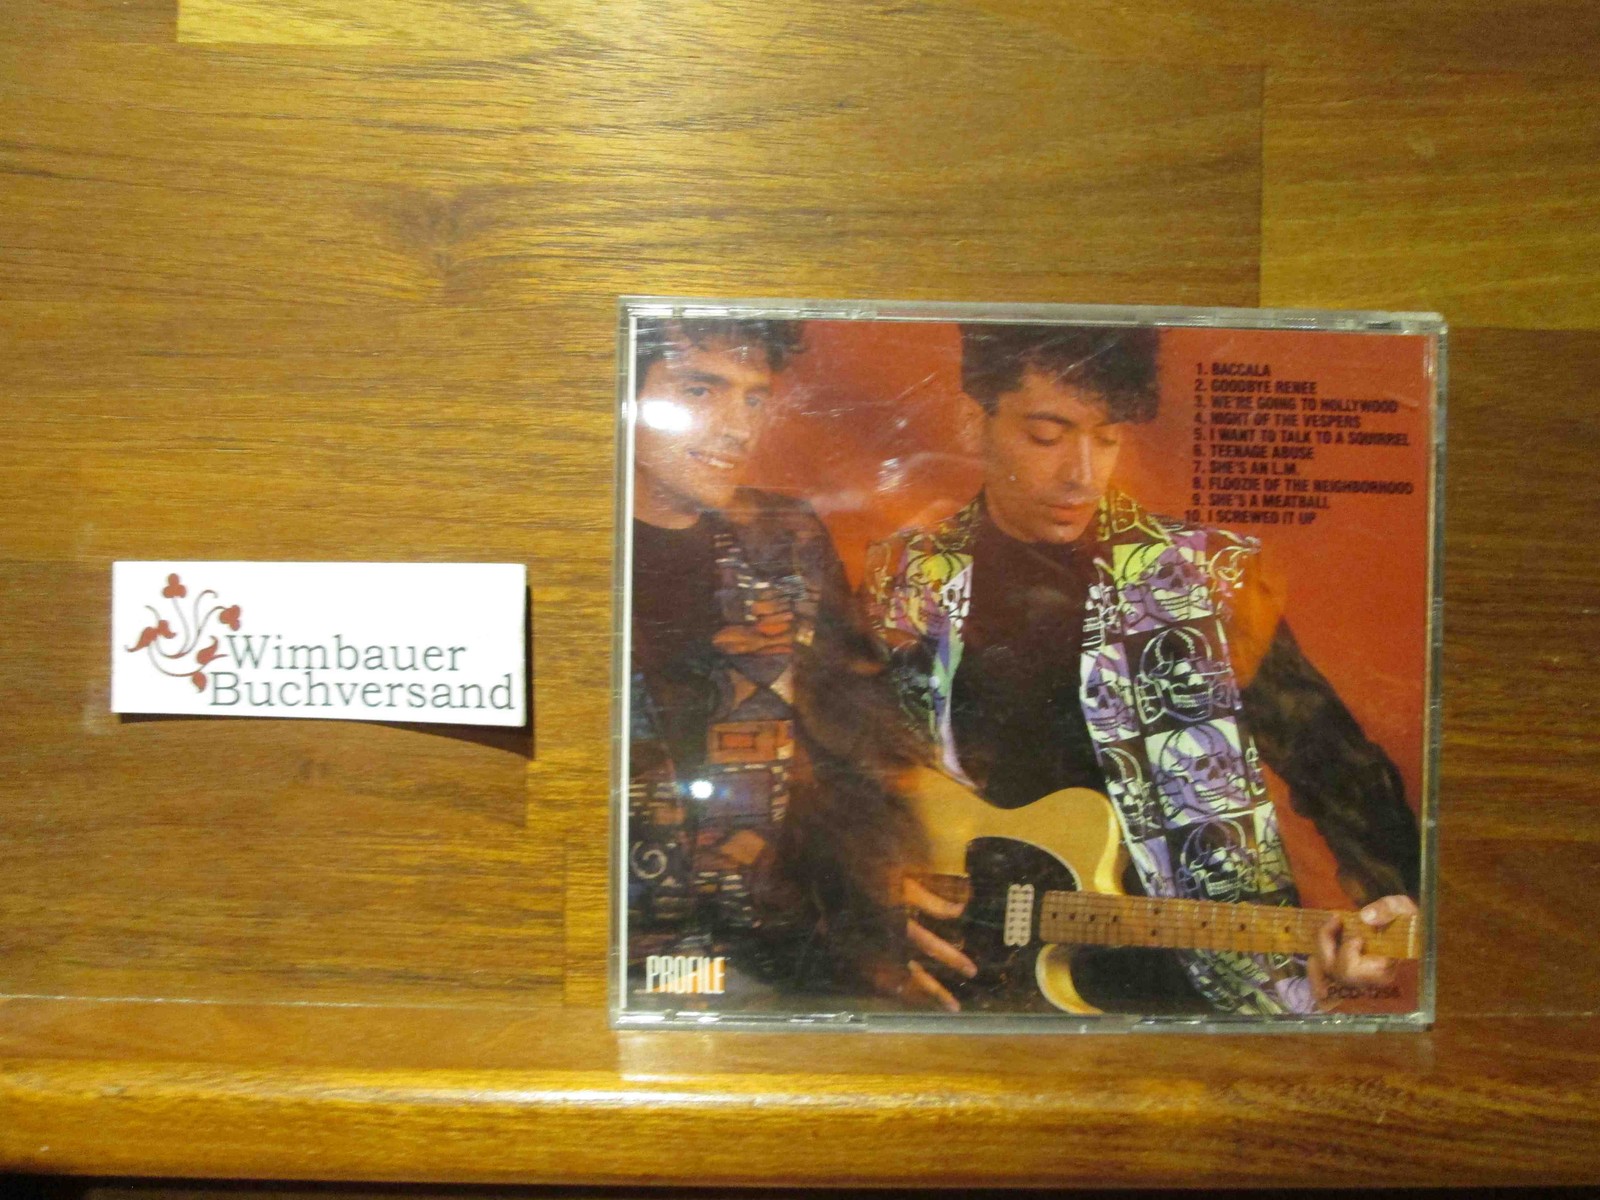 Wimbauer
Buchversand
1. BACCALA
2. GOODBYE RENEE
3. WE'RE GOING TO HOLLYWOOD
4. NIGHT OF THE VESPERS
5. I WANT TO TALK TO A SQUIRREL
6. TEENAGE ABUSE
7. SHE'S AN L.M.
8. FLOOZIE OF THE NEIGHBORHOOD
9. SHE'S A MEATBALL
10. I SCREWED IT UP
PROFILE